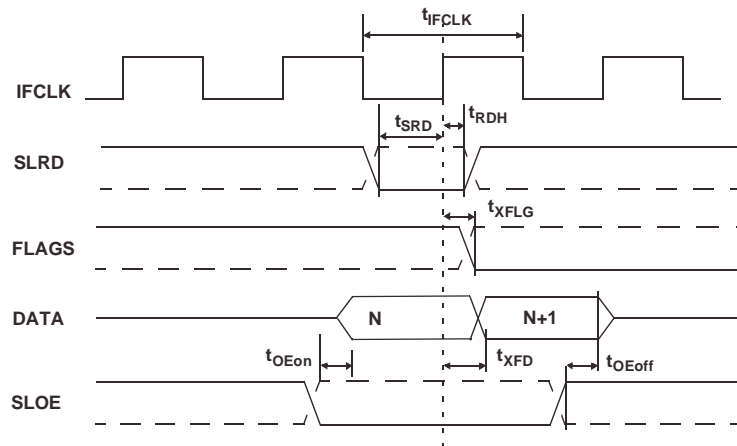 tIFCLK
IFCLK
tSRD
tRDH
SLRD
tXFLG
FLAGS
DATA
N
N+1
tOEon
tXFD
tOEoff
SLOE